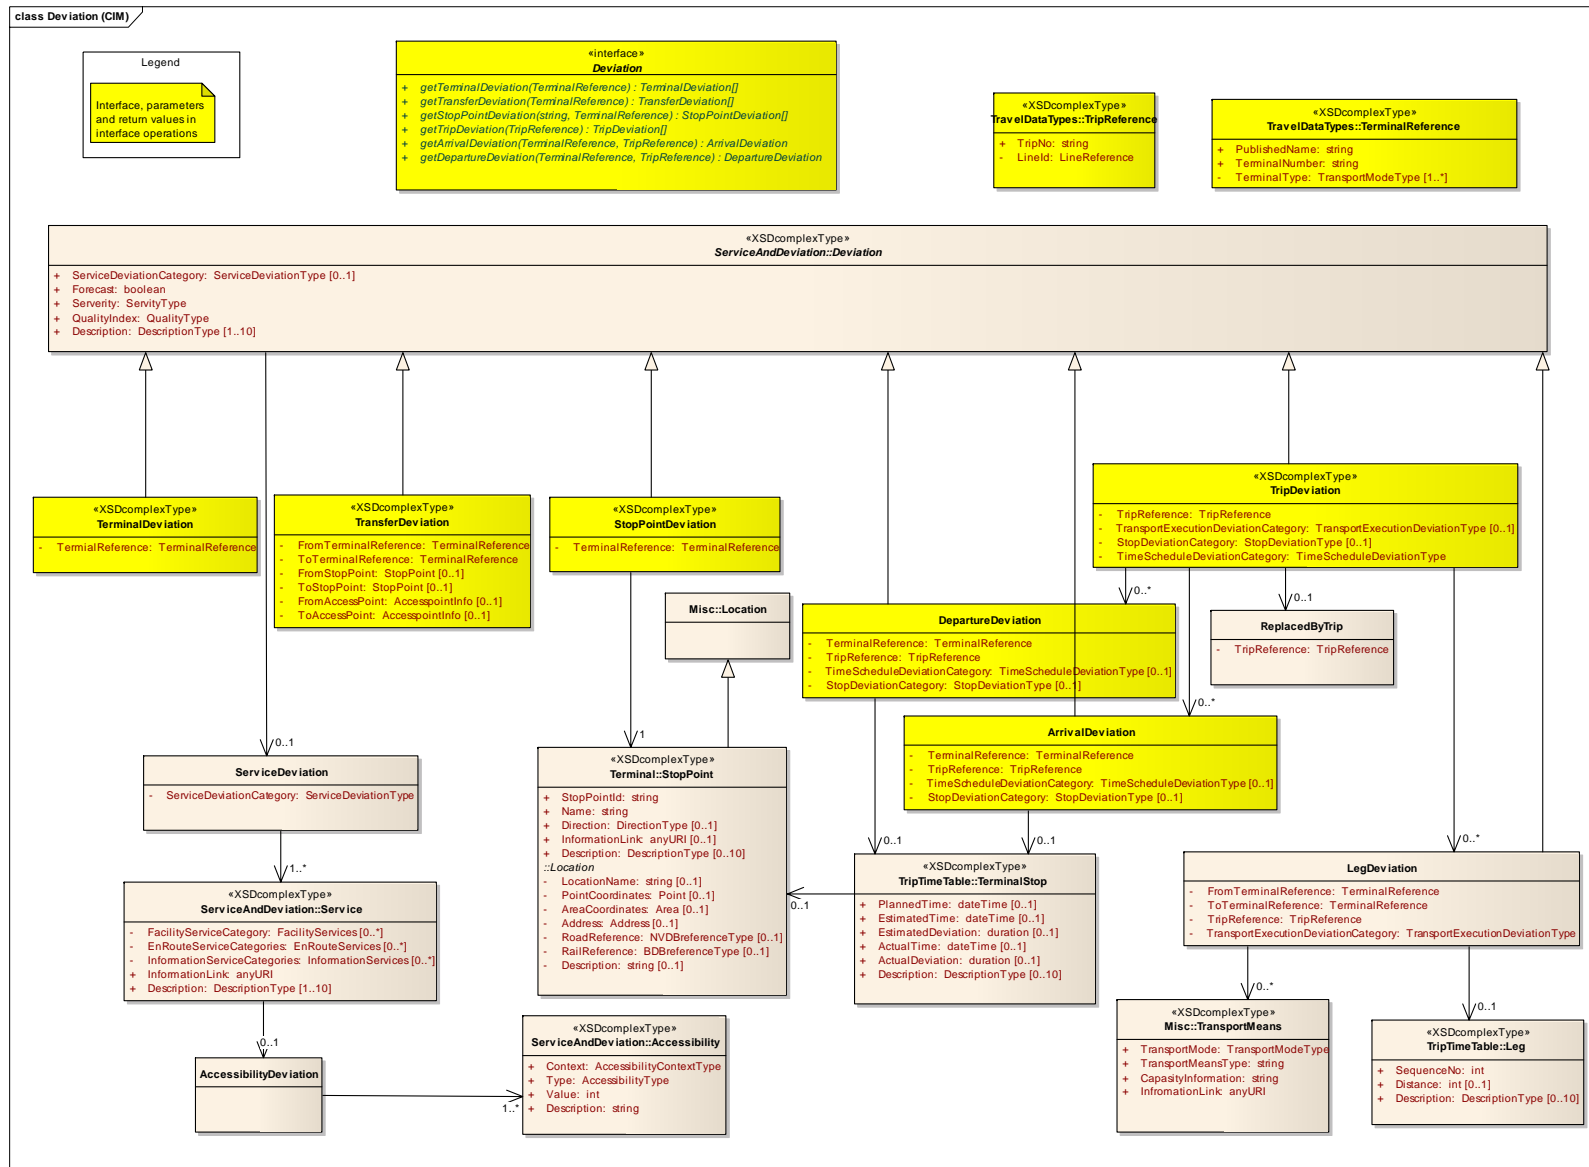 class Deviation (CIM)
Legend
Interface, parameters
and return values in
interface operations
«interface»
Deviation
+ getTerminalDeviation(TerminalReference) : TerminalDeviation[]
+ getTransferDeviation(TerminalReference) : TransferDeviation[]
+ getStopPointDeviation(string, TerminalReference) : StopPointDeviation[]
+ getTripDeviation(TripReference) : TripDeviation[]
+ getArrivalDeviation(TerminalReference, TripReference) : ArrivalDeviation
+ getDepartureDeviation(TerminalReference, TripReference) : DepartureDeviation
«XSDcomplexType»
TravelDataTypes::TripReference
+ TripNo: string
- LineId: LineReference
«XSDcomplexType»
TravelDataTypes::TerminalReference
+ PublishedName: string
+ TerminalNumber: string
- TerminalType: TransportModeType [1..*]
«XSDcomplexType»
ServiceAndDeviation::Deviation
+ ServiceDeviationCategory: ServiceDeviationType [0..1]
+ Forecast: boolean
+ Serverity: ServityType
+ QualityIndex: QualityType
+ Description: DescriptionType [1..10]
«XSDcomplexType»
TerminalDeviation
- TermialReference: TerminalReference
«XSDcomplexType»
TransferDeviation
- FromTerminalReference: TerminalReference
- ToTerminalReference: TerminalReference
- FromStopPoint: StopPoint [0..1]
- ToStopPoint: StopPoint [0..1]
- FromAccessPoint: AccesspointInfo [0..1]
- ToAccessPoint: AccesspointInfo [0..1]
«XSDcomplexType»
StopPointDeviation
- TerminalReference: TerminalReference
«XSDcomplexType»
TripDeviation
- TripReference: TripReference
- TransportExecutionDeviationCategory: TransportExecutionDeviationType [0..1]
- StopDeviationCategory: StopDeviationType [0..1]
- TimeScheduleDeviationCategory: TimeScheduleDeviationType
0..*
0..1
Misc::Location
DepartureDeviation
- TerminalReference: TerminalReference
- TripReference: TripReference
- TimeScheduleDeviationCategory: TimeScheduleDeviationType [0..1]
- StopDeviationCategory: StopDeviationType [0..1]
ReplacedByTrip
- TripReference: TripReference
0..*
ArrivalDeviation
- TerminalReference: TerminalReference
- TripReference: TripReference
- TimeScheduleDeviationCategory: TimeScheduleDeviationType [0..1]
- StopDeviationCategory: StopDeviationType [0..1]
0..1
1
ServiceDeviation
- ServiceDeviationCategory: ServiceDeviationType
1..*
«XSDcomplexType»
Terminal::StopPoint
+ StopPointId: string
+ Name: string
+ Direction: DirectionType [0..1]
+ InformationLink: anyURI [0..1]
+ Description: DescriptionType [0..10]
::Location
- LocationName: string [0..1]
- PointCoordinates: Point [0..1]
- AreaCoordinates: Area [0..1]
- Address: Address [0..1]
- RoadReference: NVDBreferenceType [0..1]
- RailReference: BDBreferenceType [0..1]
- Description: string [0..1]
0..1
0..1
0..1
«XSDcomplexType»
TripTimeTable::TerminalStop
+ PlannedTime: dateTime [0..1]
+ EstimatedTime: dateTime [0..1]
+ EstimatedDeviation: duration [0..1]
+ ActualTime: dateTime [0..1]
+ ActualDeviation: duration [0..1]
+ Description: DescriptionType [0..10]
0..*
LegDeviation
- FromTerminalReference: TerminalReference
- ToTerminalReference: TerminalReference
- TripReference: TripReference
- TransportExecutionDeviationCategory: TransportExecutionDeviationType
«XSDcomplexType»
ServiceAndDeviation::Service
- FacilityServiceCategory: FacilityServices [0..*]
- EnRouteServiceCategories: EnRouteServices [0..*]
- InformationServiceCategories: InformationServices [0..*]
+ InformationLink: anyURI
+ Description: DescriptionType [1..10]
0..1
AccessibilityDeviation
1..*
«XSDcomplexType»
ServiceAndDeviation::Accessibility
+ Context: AccessibilityContextType
+ Type: AccessibilityType
+ Value: int
+ Description: string
0..*
«XSDcomplexType»
Misc::TransportMeans
+ TransportMode: TransportModeType
+ TransportMeansType: string
+ CapasityInformation: string
+ InfromationLink: anyURI
0..1
«XSDcomplexType»
TripTimeTable::Leg
+ SequenceNo: int
+ Distance: int [0..1]
+ Description: DescriptionType [0..10]